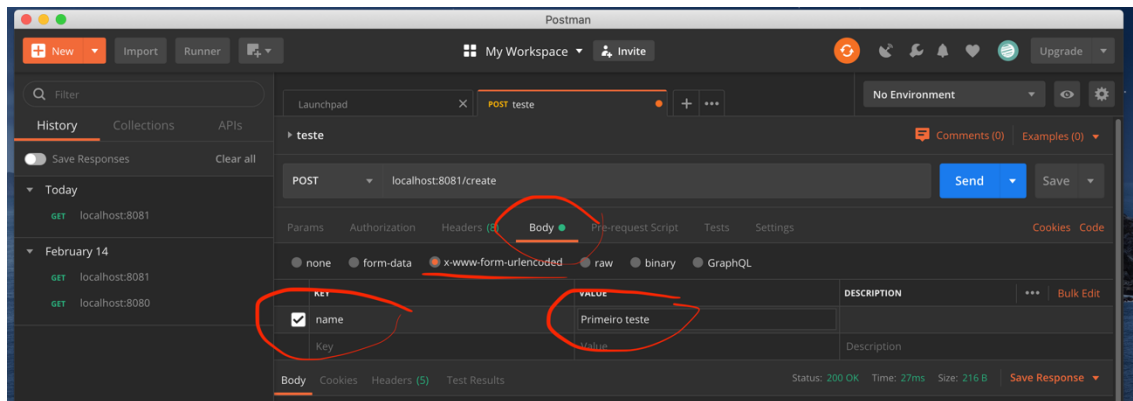 Postman
New Import Runner My Workspace Invite Upgrade
Filter
Launchpad POST teste No Environment
History Collections APIs
teste Comments (0) Examples (0)
Save Responses Clear all
POST localhost:8081/create Send Save
Today
GET localhost:8081
Params Authorization Headers (8) Body Pre-request Script Tests Settings Cookies Code
February 14
none form-data x-www-form-urlencoded raw binary GraphQL
GET localhost:8081
KEY VALUE DESCRIPTION Bulk Edit
GET localhost:8080
name Primeiro teste
Key Value Description
Body Cookies Headers (5) Test Results Status: 200 OK Time: 27ms Size: 216 B Save Response